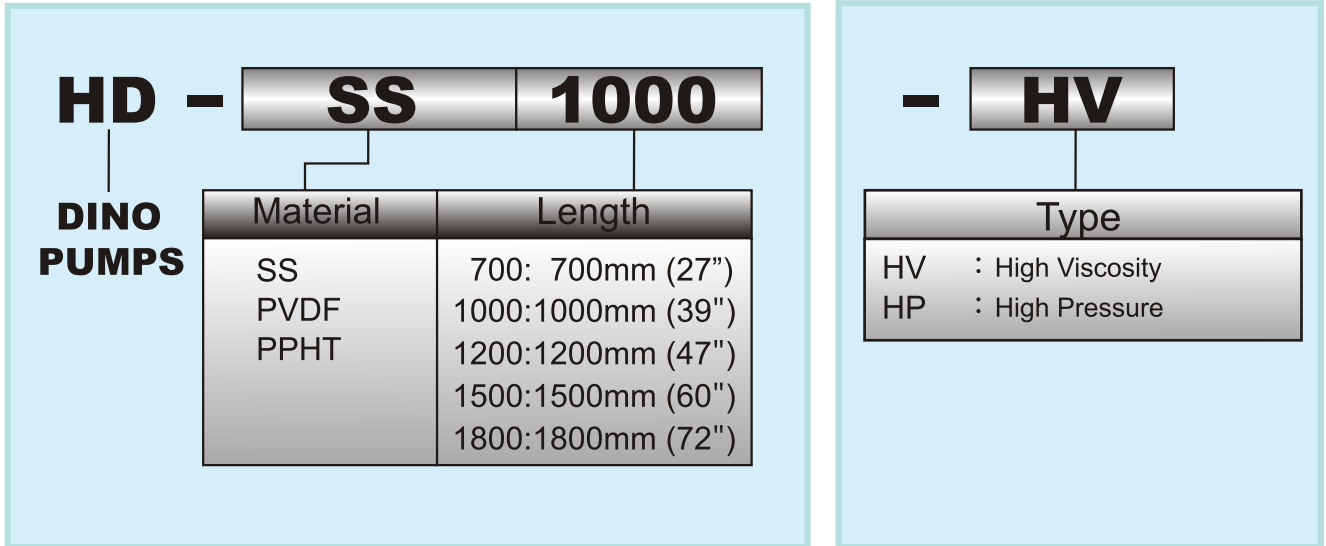 HD - SS 1000 - HV
DINO
PUMPS
Material Length
SS 700: 700mm (27”)
PVDF 1000:1000mm (39")
PPHT 1200:1200mm (47")
1500:1500mm (60")
1800:1800mm (72")
Type
HV : High Viscosity
HP : High Pressure